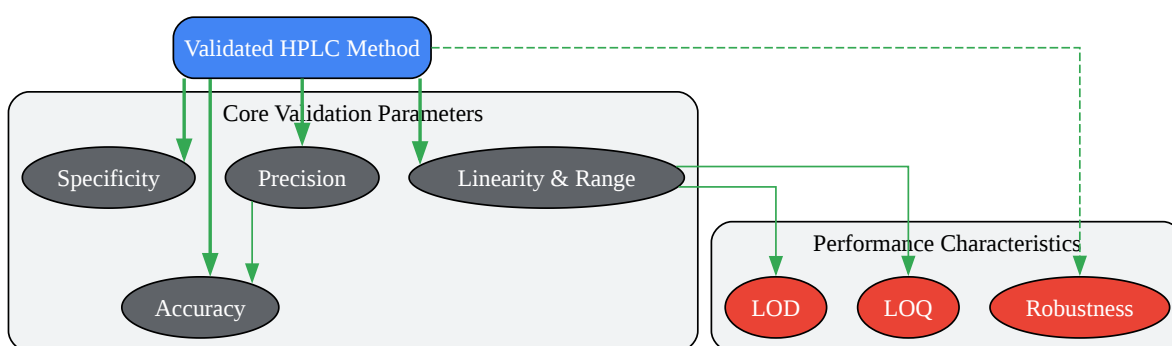 Validated HPLC Method
Core Validation Parameters
Specificity
Precision
Linearity & Range
Accuracy
Performance Characteristics
LOD
LOQ
Robustness